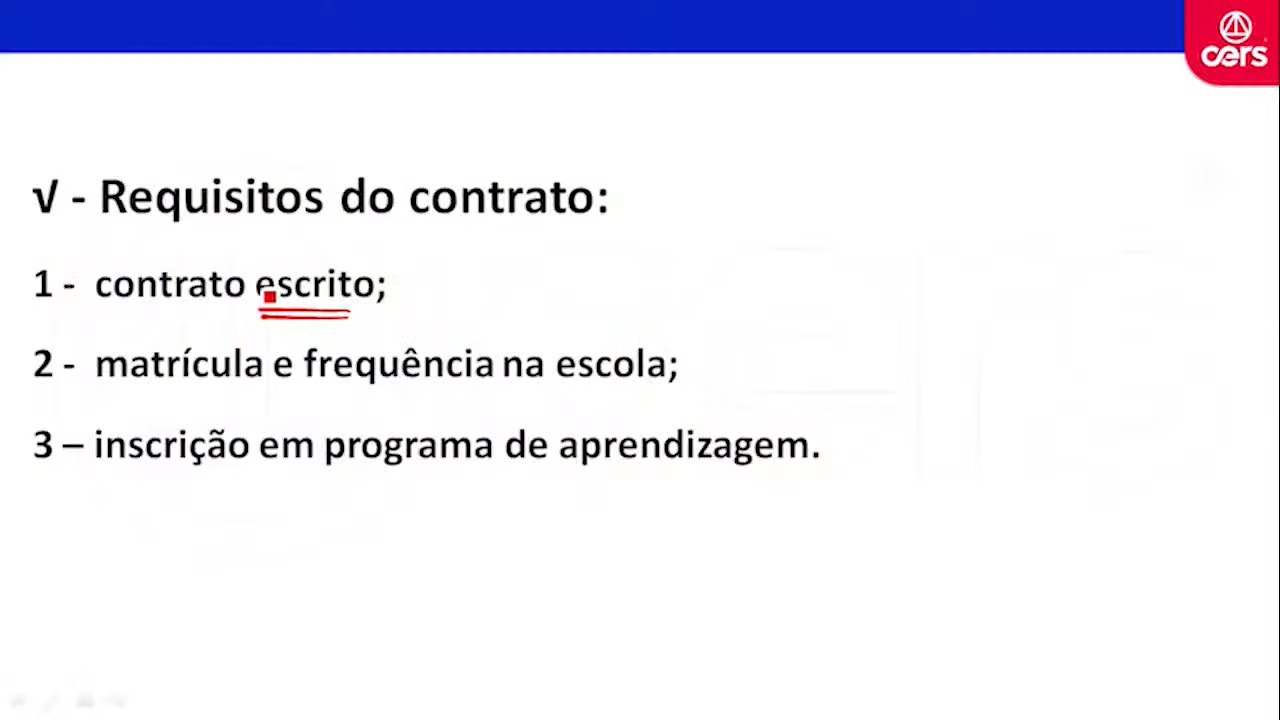 cers
√ - Requisitos do contrato:
1 - contrato escrito;
2 - matrícula e frequência na escola;
3 – inscrição em programa de aprendizagem.